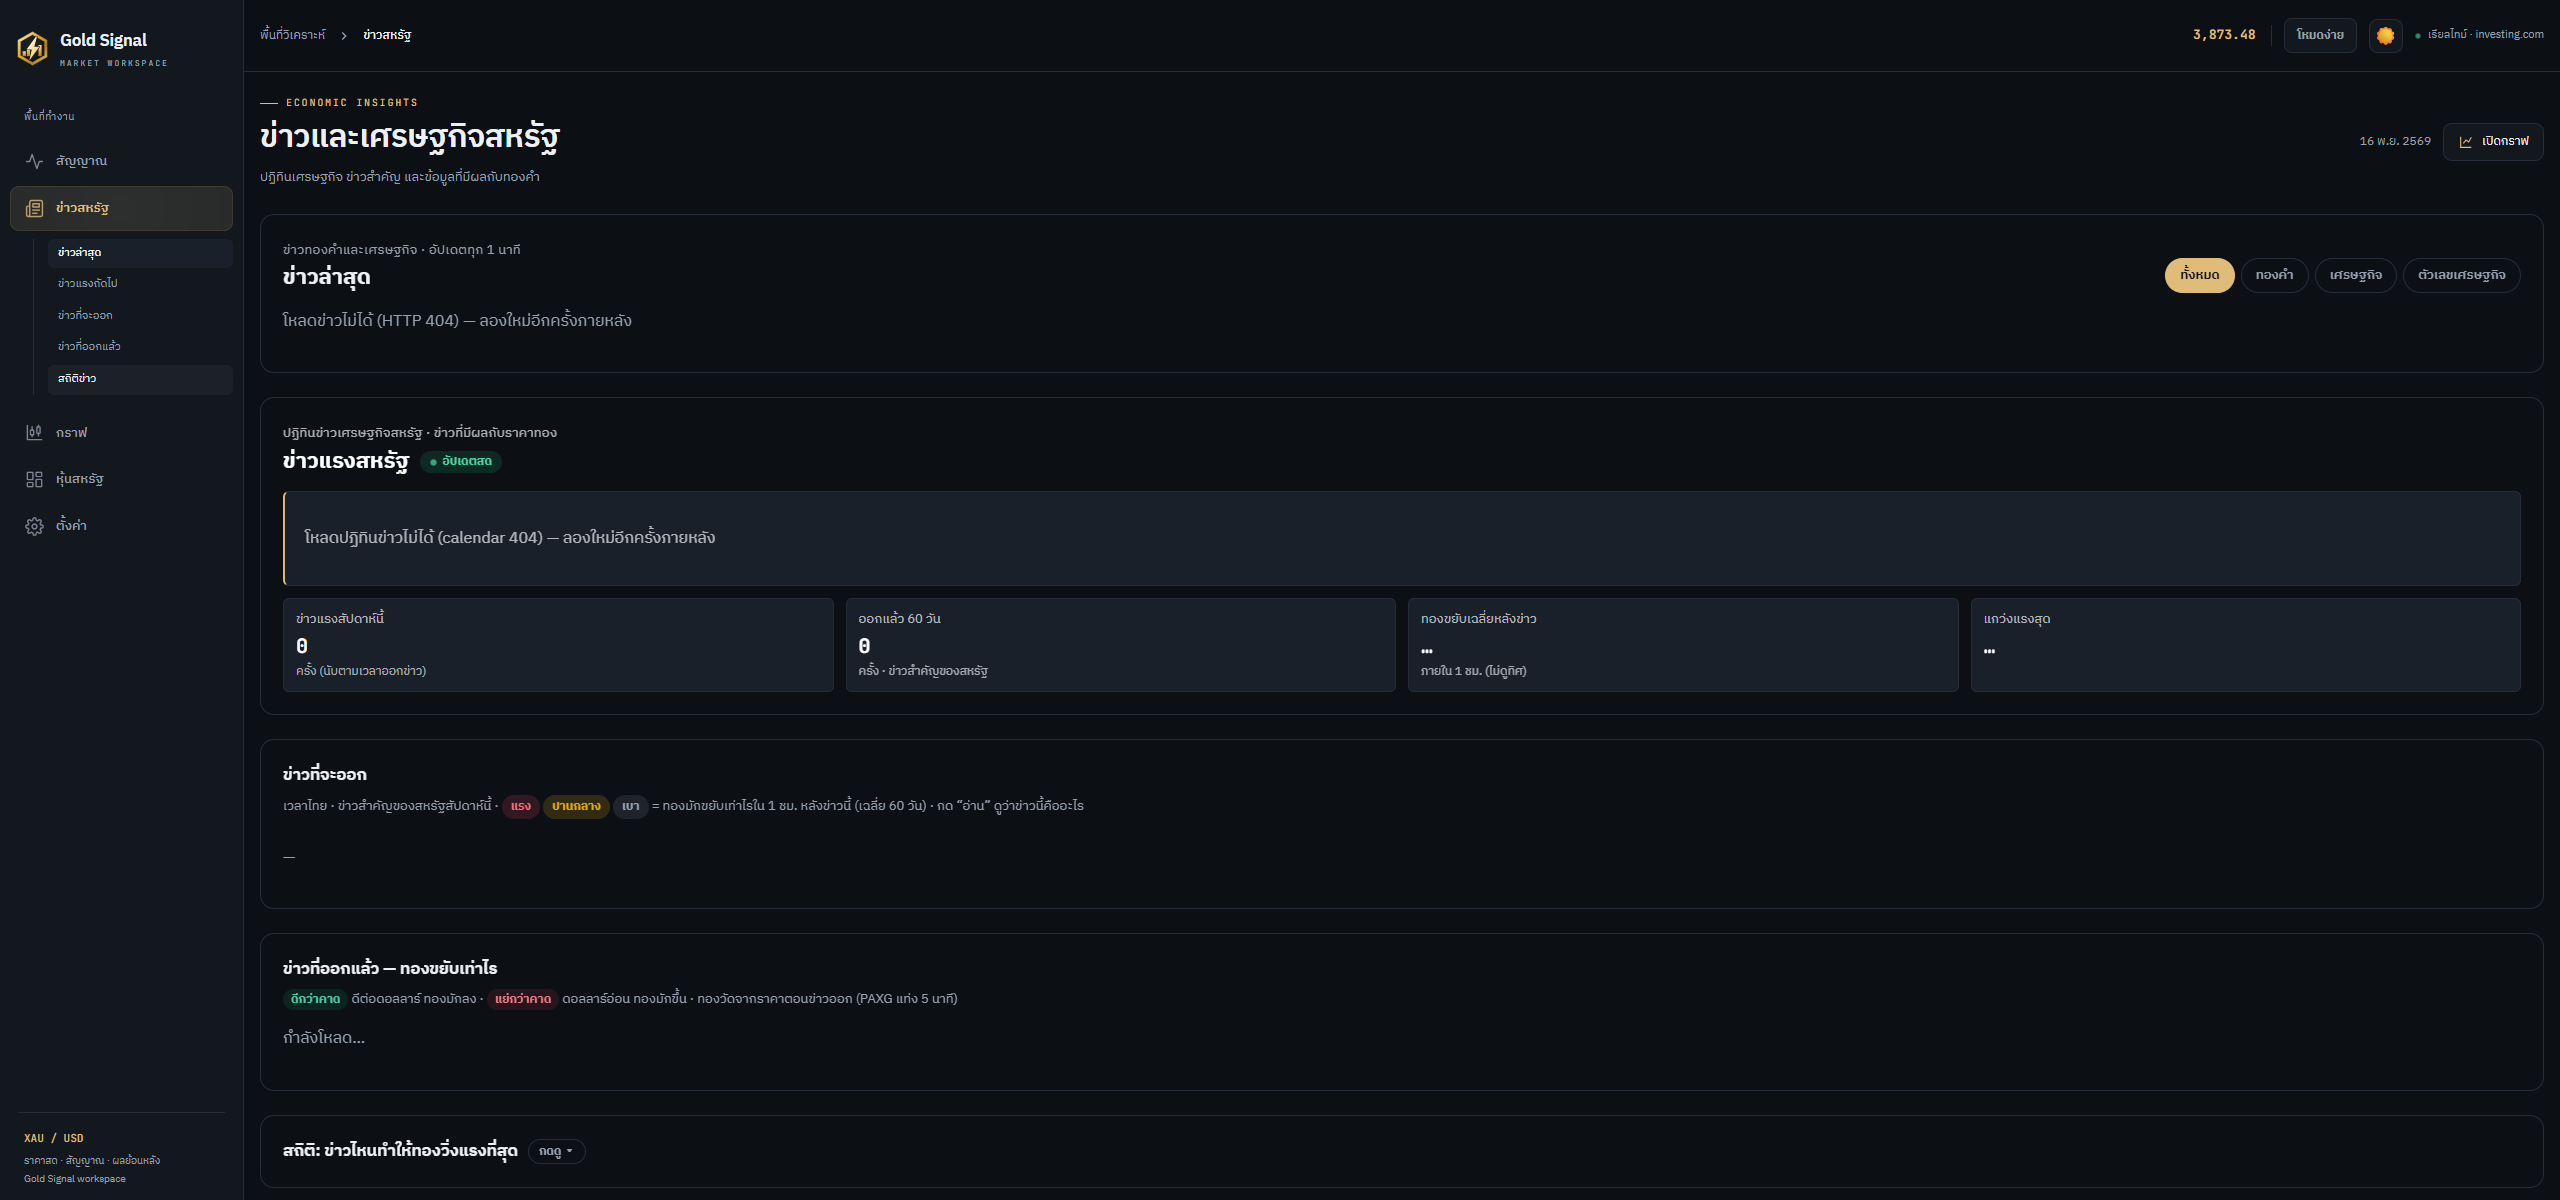 Gold Signal
MARKET WORKSPACE
พื้นที่ทำงาน
สัญญาณ
ข่าวสหรัฐ
ข่าวล่าสุด
ข่าวแรงถัดไป
ข่าวที่จะออก
ข่าวที่ออกแล้ว
สถิติข่าว
กราฟ
หุ้นสหรัฐ
ตั้งค่า
XAU / USD
ราคาสด · สัญญาณ · ผลย้อนหลัง
Gold Signal workspace
พื้นที่วิเคราะห์ > ข่าวสหรัฐ
3,873.48 โหมดง่าย เรียลไทม์ · investing.com
ECONOMIC INSIGHTS
ข่าวและเศรษฐกิจสหรัฐ
ปฏิทินเศรษฐกิจ ข่าวสำคัญ และข้อมูลที่มีผลกับทองคำ
16 พ.ย. 2569 เปิดกราฟ
ข่าวทองคำและเศรษฐกิจ · อัปเดตทุก 1 นาที
ข่าวล่าสุด
ทั้งหมด ทองคำ เศรษฐกิจ ตัวเลขเศรษฐกิจ
โหลดข่าวไม่ได้ (HTTP 404) — ลองใหม่อีกครั้งภายหลัง
ปฏิทินข่าวเศรษฐกิจสหรัฐ · ข่าวที่มีผลกับราคาทอง
ข่าวแรงสหรัฐ อัปเดตสด
โหลดปฏิทินข่าวไม่ได้ (calendar 404) — ลองใหม่อีกครั้งภายหลัง
ข่าวแรงสัปดาห์นี้
0
ครั้ง (นับตามเวลาออกข่าว)
ออกแล้ว 60 วัน
0
ครั้ง · ข่าวสำคัญของสหรัฐ
ทองขยับเฉลี่ยหลังข่าว
…
ภายใน 1 ชม. (ไม่ดูทิศ)
แกว่งแรงสุด
…
ข่าวที่จะออก
เวลาไทย · ข่าวสำคัญของสหรัฐสัปดาห์นี้ · แรง ปานกลาง เบา = ทองมักขยับเท่าไรใน 1 ชม. หลังข่าวนี้ (เฉลี่ย 60 วัน) · กด “อ่าน” ดูว่าข่าวนี้คืออะไร
—
ข่าวที่ออกแล้ว — ทองขยับเท่าไร
ดีกว่าคาด ดีต่อดอลลาร์ ทองมักลง · แย่กว่าคาด ดอลลาร์อ่อน ทองมักขึ้น · ทองวัดจากราคาตอนข่าวออก (PAXG แท่ง 5 นาที)
กำลังโหลด…
สถิติ: ข่าวไหนทำให้ทองวิ่งแรงที่สุด กดดู